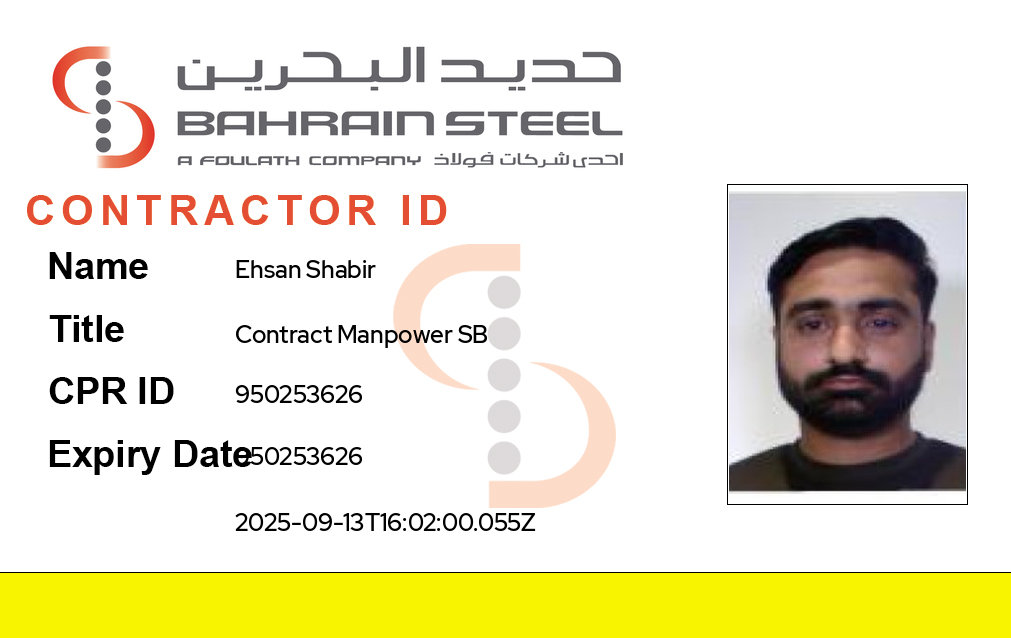 حديد البحرين
BAHRAIN STEEL
A FOULATH COMPANY احدى شركات فولاذ
CONTRACTOR ID
Name Ehsan Shabir
Title Contract Manpower SB
CPR ID 950253626
Expiry Date 950253626
2025-09-13T16:02:00.055Z